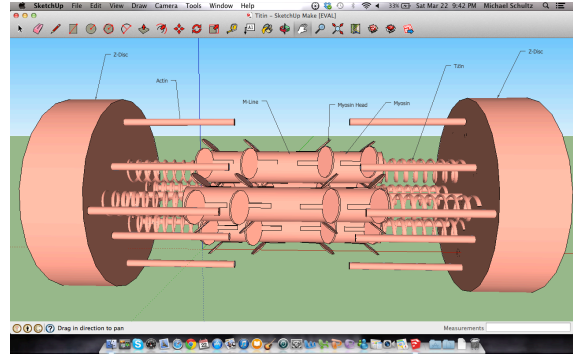 SketchUp File Edit View Draw Camera Tools Window Help 33% Sat Mar 22 9:42 PM Michael Schultz
Titin - SketchUp Make [EVAL]
Z-Disc
Z-Disc
Actin
Titin
M-Line
Myosin Head
Myosin
Drag in direction to pan
Measurements